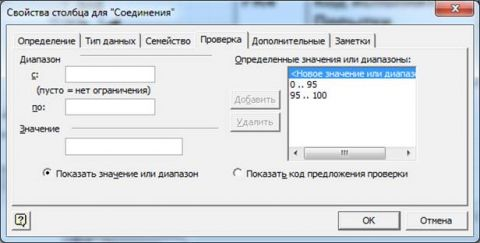 Свойства столбца для "Соединения"
Определение
Тип данных
Семейство
Проверка
Дополнительные
Заметки
Диапазон
с:
(пусто = нет ограничения)
по:
Значение
Определенные значения или диапазоны:
<Новое значение или диапазо
0 .. 95
95 .. 100
Добавить
Удалить
Показать значение или диапазон
Показать код предложения проверки
OK
Отмена